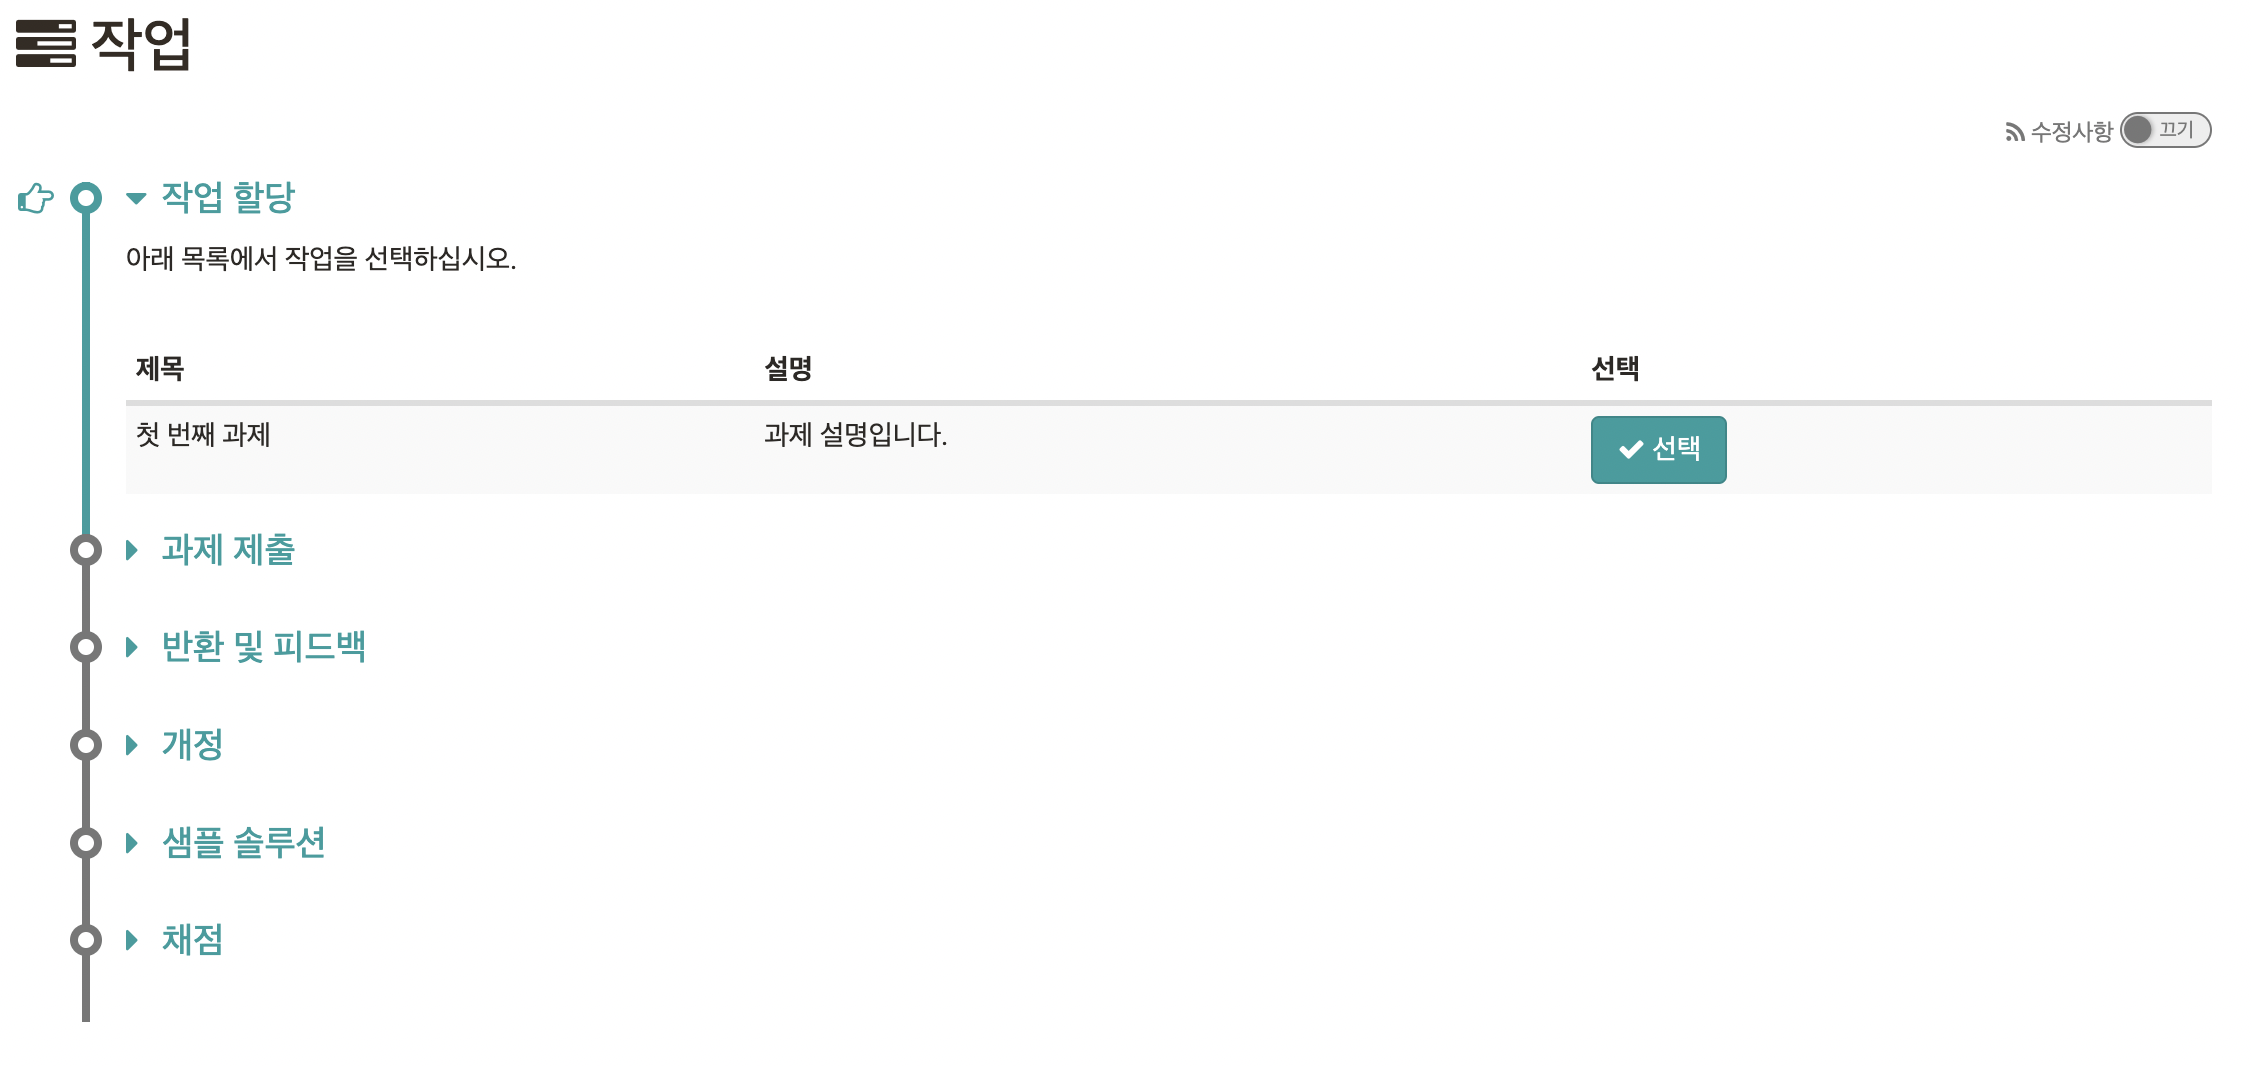 작업
수정사항 끄기
작업 할당
아래 목록에서 작업을 선택하십시오.
제목 설명 선택
첫 번째 과제 과제 설명입니다. 선택
과제 제출
반환 및 피드백
개정
샘플 솔루션
채점